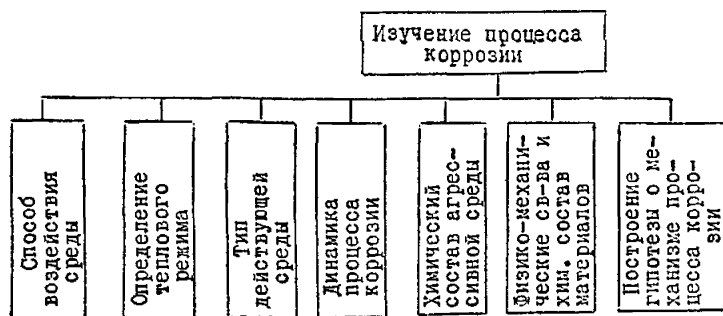 Изучение процесса
коррозии
Способ
воздействия
среды
Определение
теплового
режима
Тип
действующей
среды
Динамика
процесса
коррозии
Химический
состав агрес-
сивной среды
Физико-механи-
ческие св-ва и
хим. состав
материалов
Построение
гипотезы о ме-
ханизме про-
цесса корро-
зии